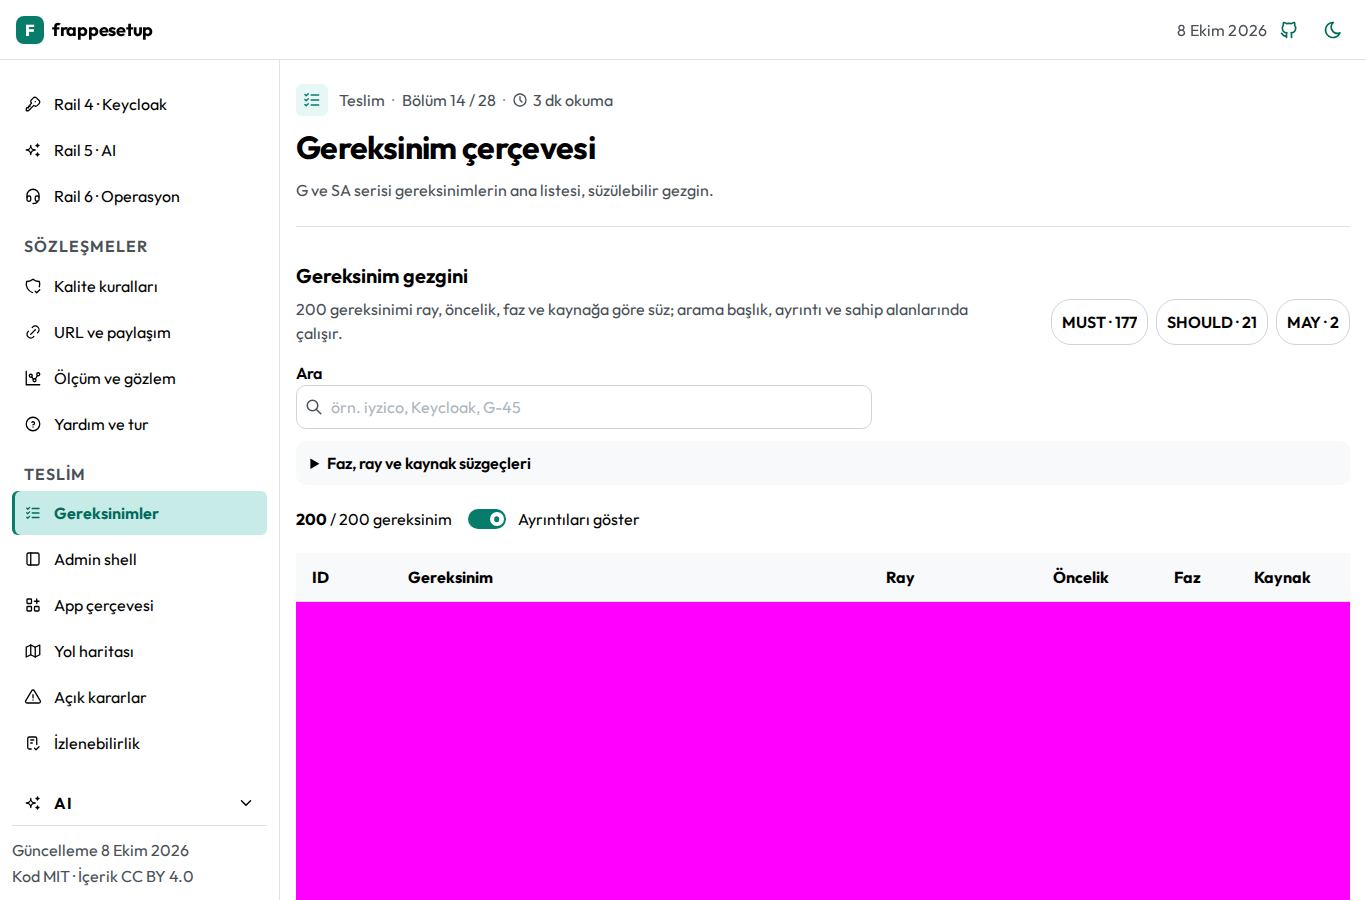 F frappesetup
8 Ekim 2026
Rail 4 · Keycloak
Rail 5 · AI
Rail 6 · Operasyon
SÖZLEŞMELER
Kalite kuralları
URL ve paylaşım
Ölçüm ve gözlem
Yardım ve tur
TESLİM
Gereksinimler
Admin shell
App çerçevesi
Yol haritası
Açık kararlar
İzlenebilirlik
AI
Güncelleme 8 Ekim 2026
Kod MIT · İçerik CC BY 4.0
Teslim · Bölüm 14 / 28 · 3 dk okuma
Gereksinim çerçevesi
G ve SA serisi gereksinimlerin ana listesi, süzülebilir gezgin.
Gereksinim gezgini
200 gereksinimi ray, öncelik, faz ve kaynağa göre süz; arama başlık, ayrıntı ve sahip alanlarında
çalışır.
MUST · 177 SHOULD · 21 MAY · 2
Ara
örn. iyzico, Keycloak, G-45
Faz, ray ve kaynak süzgeçleri
200 / 200 gereksinim Ayrıntıları göster
ID Gereksinim Ray Öncelik Faz Kaynak